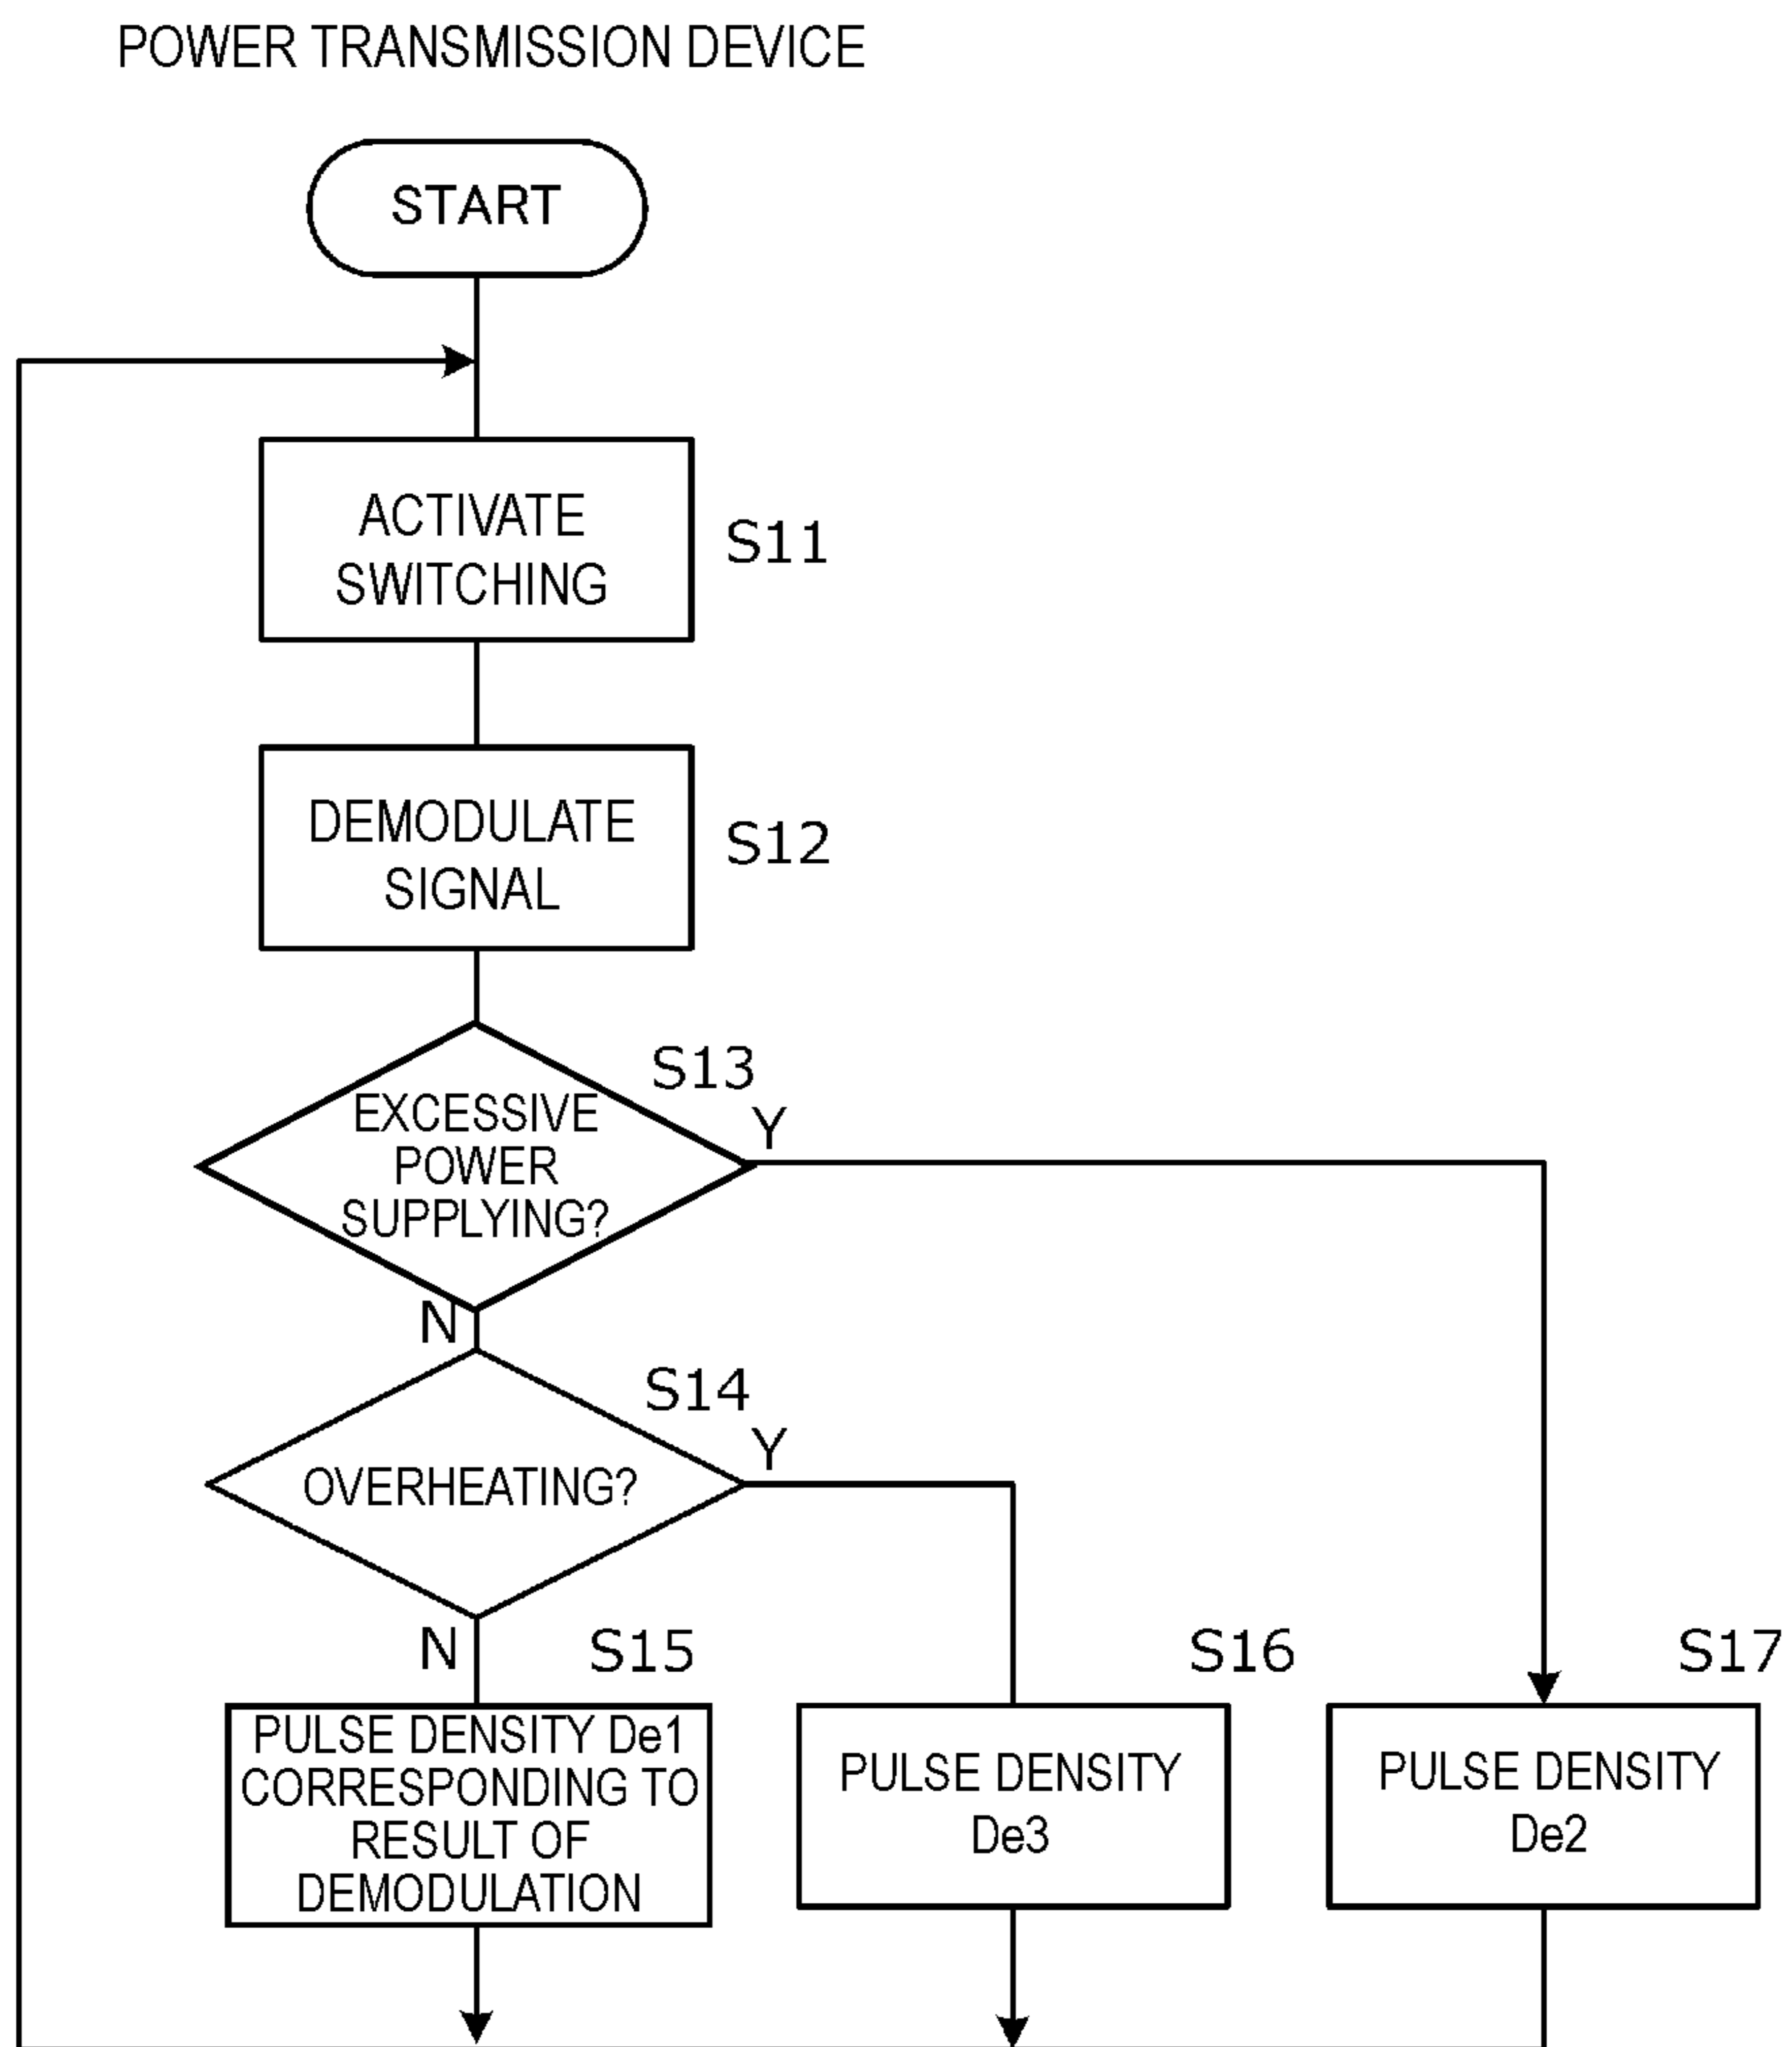 POWER TRANSMISSION DEVICE
START
ACTIVATE
SWITCHING
S11
DEMODULATE
SIGNAL
S12
S13
EXCESSIVE
POWER
SUPPLYING?
Y
N
S14
OVERHEATING?
Y
N
S15
PULSE DENSITY De1
CORRESPONDING TO
RESULT OF
DEMODULATION
S16
PULSE DENSITY
De3
S17
PULSE DENSITY
De2